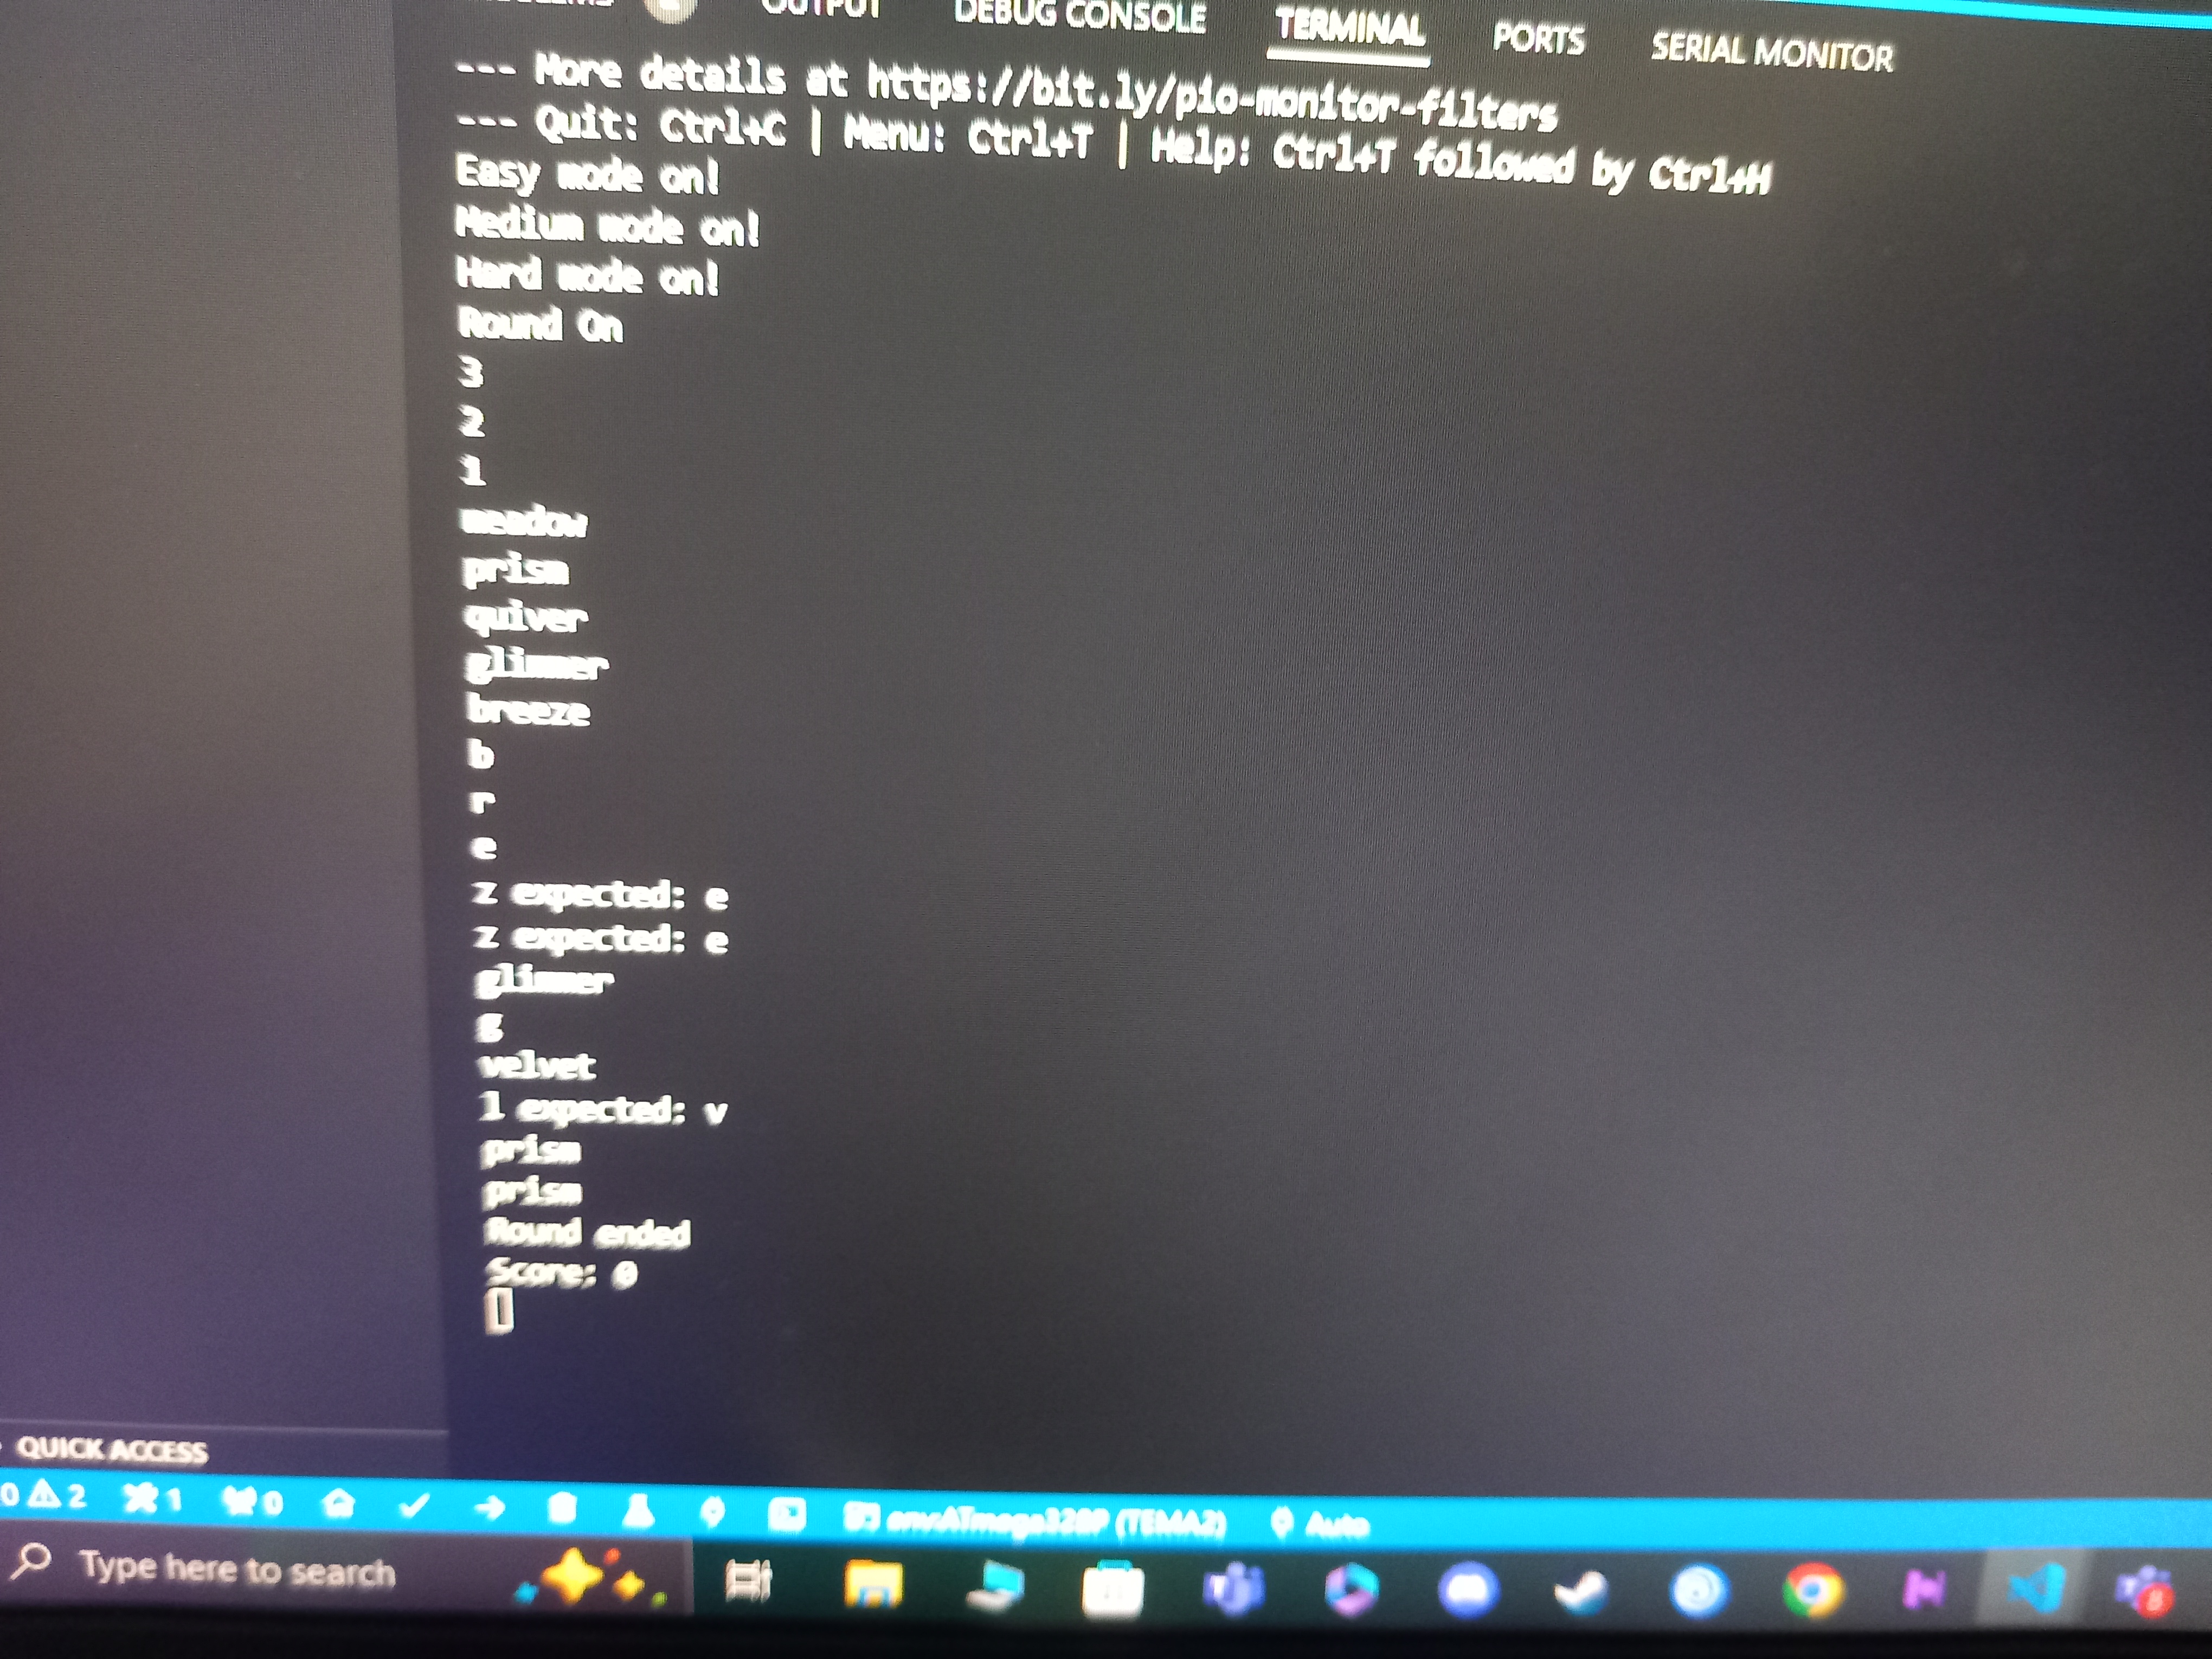 OUTPUT
DEBUG CONSOLE
TERMINAL
PORTS
SERIAL MONITOR
--- More details at https://bit.ly/pio-monitor-filters
--- Quit: Ctrl+C | Menu: Ctrl+T | Help: Ctrl+T followed by Ctrl+H
Easy mode on!
Medium mode on!
Hard mode on!
Round On
3
2
1
meadow
prism
quiver
glimmer
breeze
b
r
e
z expected: e
z expected: e
glimmer
g
velvet
l expected: v
prism
prism
Round ended
Score: 0
QUICK ACCESS
0 2 1 0 env:ATmega328P (TEMA2) Auto
Type here to search
8